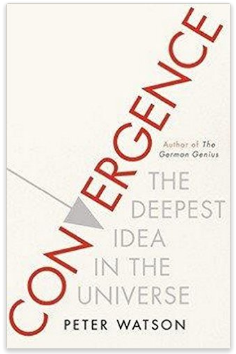 CONVERGENCE
Author of The
German Genius
THE
DEEPEST
IDEA
IN THE
UNIVERSE
PETER WATSON